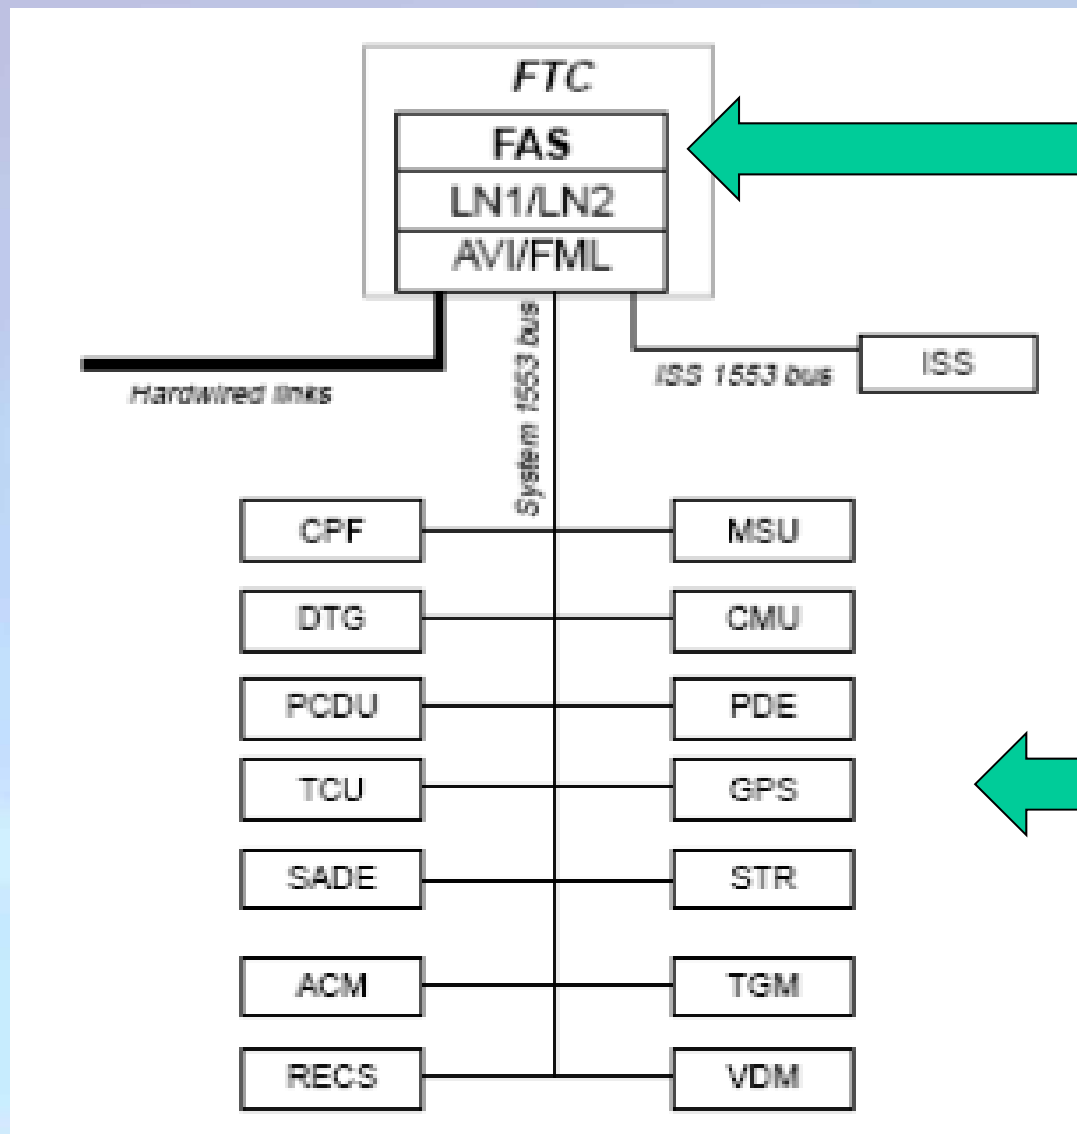 FTC
FAS
LN1/LN2
AVI/FML
System 1553 bus
Hardwired links
ISS 1553 bus
ISS
CPF
MSU
DTG
CMU
PCDU
PDE
TCU
GPS
SADE
STR
ACM
TGM
RECS
VDM